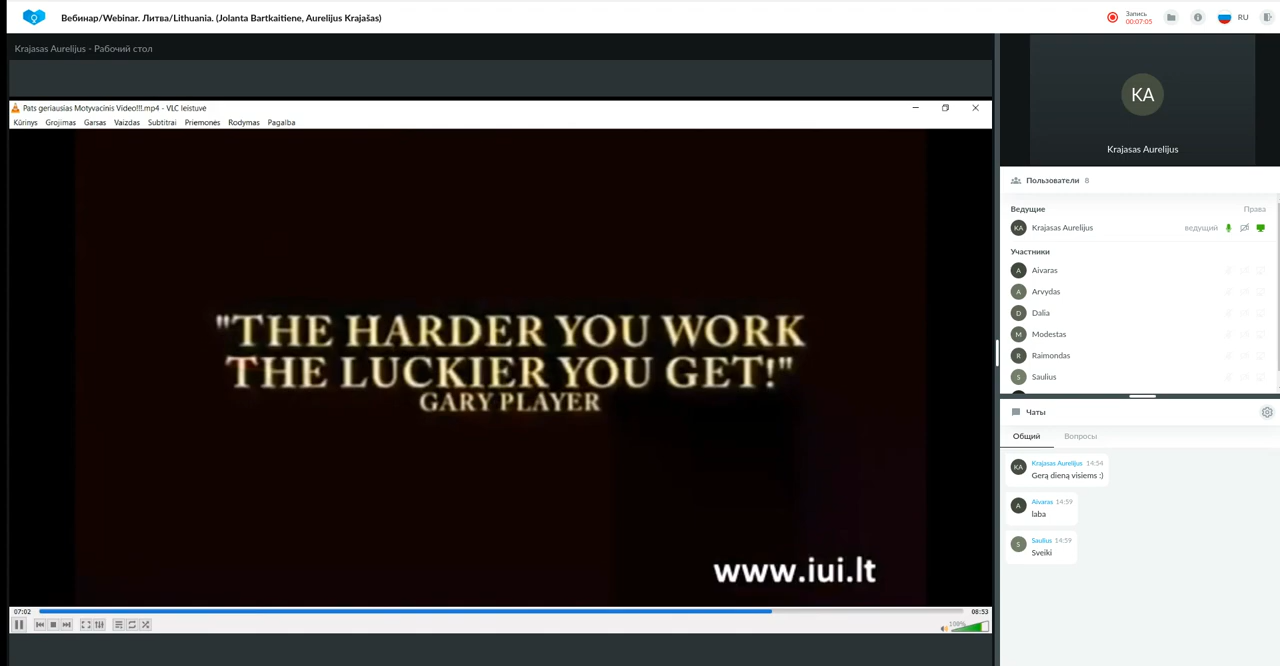 Вебинар/Webinar. Литва/Lithuania. (Jolanta Bartkaitiene, Aurelijus Krajašas)
Запись
00:07:05
RU
Krajasas Aurelijus - Рабочий стол
Pats geriausias Motyvacinis Video!!!.mp4 - VLC leistuvė
Kūrinys Grojimas Garsas Vaizdas Subtitrai Priemonės Rodymas Pagalba
"THE HARDER YOU WORK
THE LUCKIER YOU GET!"
GARY PLAYER
www.iui.lt
07:02
08:53
100%
KA
Krajasas Aurelijus
Пользователи 8
Ведущие Права
KA Krajasas Aurelijus ведущий
Участники
A Aivaras
A Arvydas
D Dalia
M Modestas
R Raimondas
S Saulius
Чаты
Общий Вопросы
KA Krajasas Aurelijus 14:54
Gerą dieną visiems :)
A Aivaras 14:59
laba
S Saulius 14:59
Sveiki